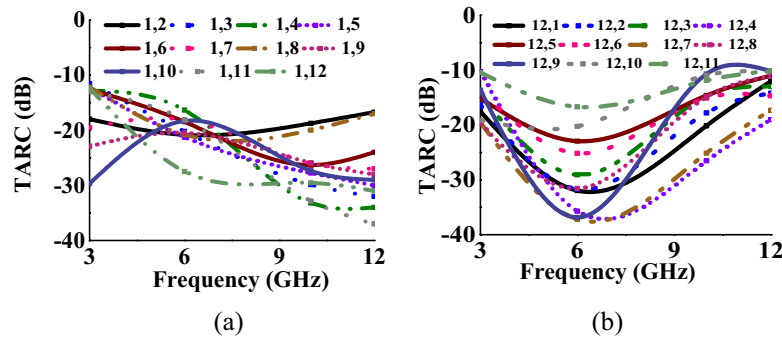 1,2 1,3 1,4 1,5
1,6 1,7 1,8 1,9
1,10 1,11 1,12
TARC (dB)
-10
-20
-30
-40
3 6 9 12
Frequency (GHz)
(a)
12,1 12,2 12,3 12,4
12,5 12,6 12,7 12,8
12,9 12,10 12,11
TARC (dB)
0
-10
-20
-30
-40
3 6 9 12
Frequency (GHz)
(b)